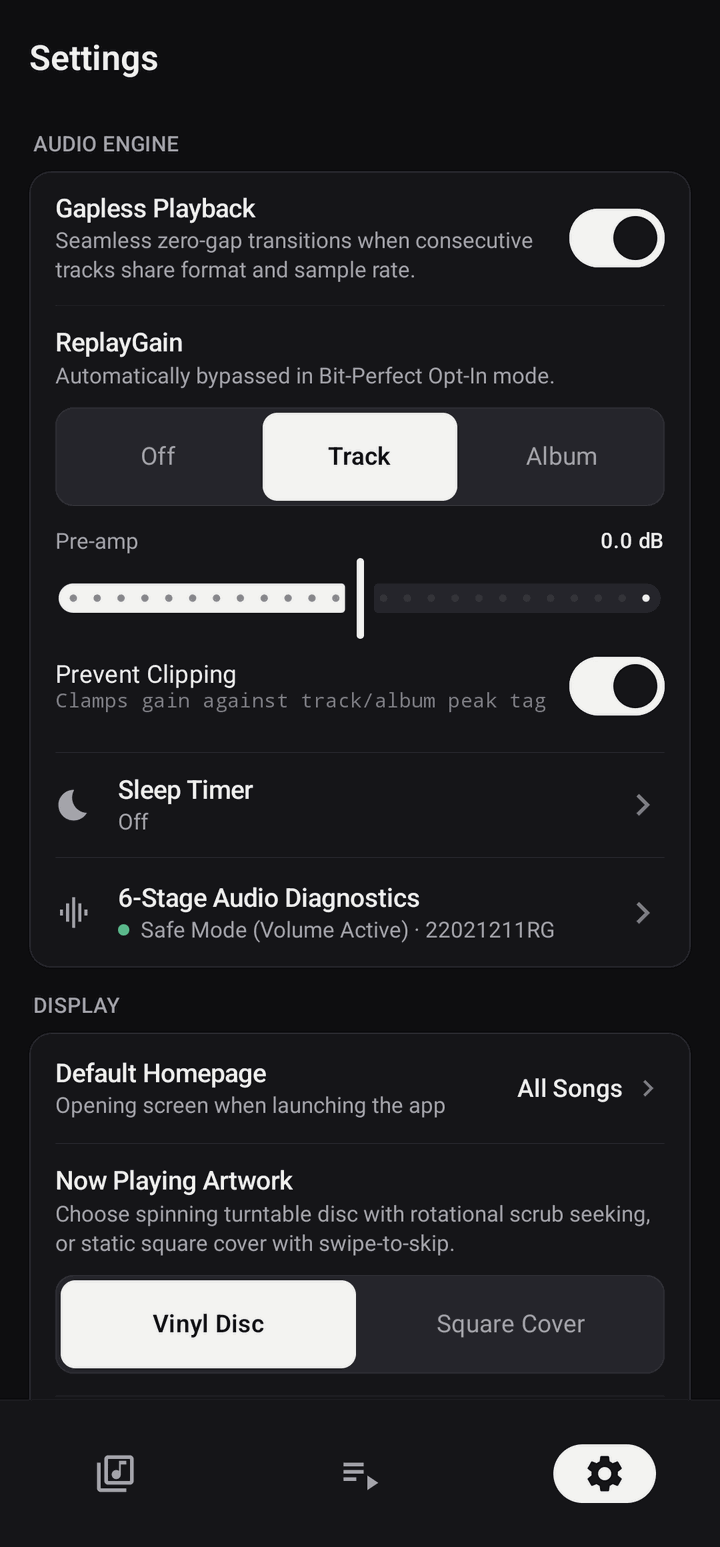 Settings
AUDIO ENGINE
Gapless Playback
Seamless zero-gap transitions when consecutive
tracks share format and sample rate.
ReplayGain
Automatically bypassed in Bit-Perfect Opt-In mode.
Off Track Album
Pre-amp 0.0 dB
Prevent Clipping
Clamps gain against track/album peak tag
Sleep Timer
Off
6-Stage Audio Diagnostics
Safe Mode (Volume Active) · 22021211RG
DISPLAY
Default Homepage
Opening screen when launching the app
All Songs
Now Playing Artwork
Choose spinning turntable disc with rotational scrub seeking,
or static square cover with swipe-to-skip.
Vinyl Disc Square Cover